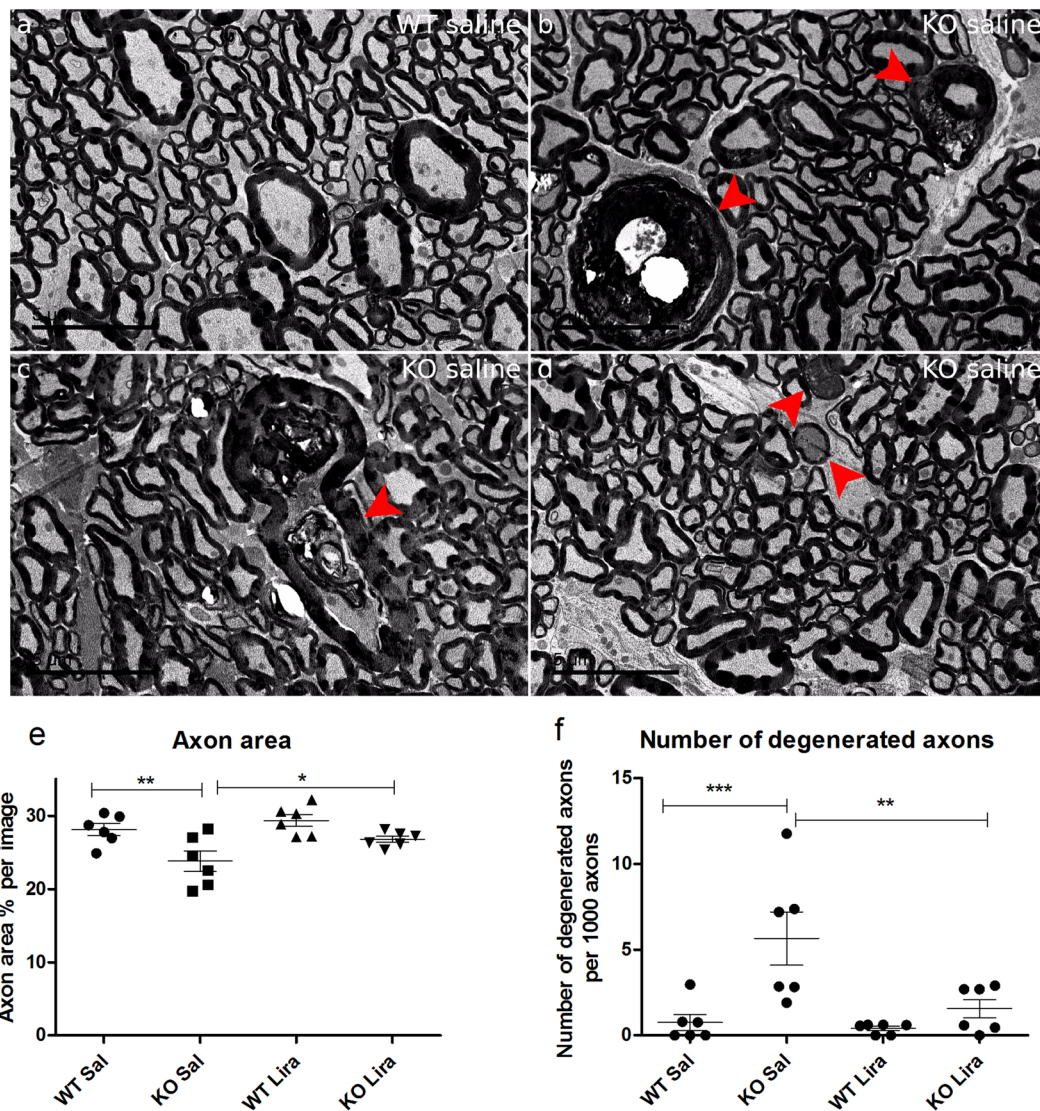 a
WT saline
b
KO saline
5 µm
c
KO saline
d
KO saline
5 µm
e
Axon area
Axon area % per image
30
20
10
0
**
*
WT Sal
KO Sal
WT Lira
KO Lira
f
Number of degenerated axons
Number of degenerated axons
per 1000 axons
15
10
5
0
***
**
WT Sal
KO Sal
WT Lira
KO Lira